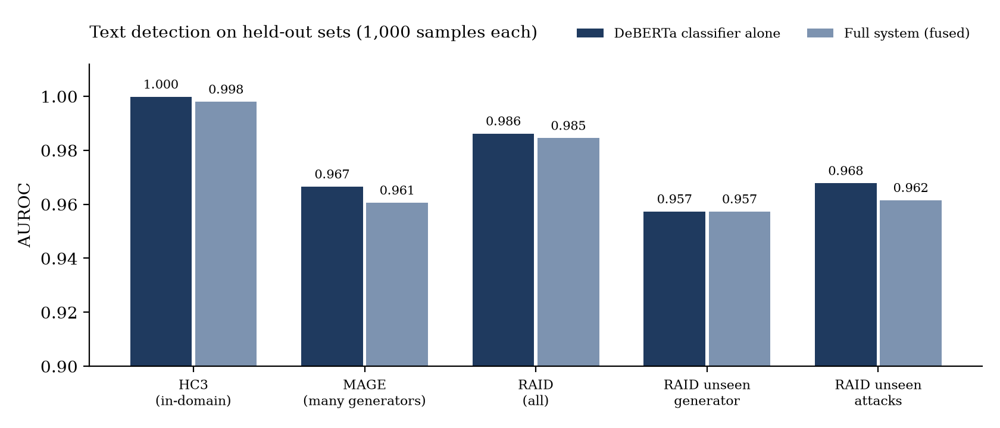 Text detection on held-out sets (1,000 samples each)
DeBERTa classifier alone
Full system (fused)
AUROC
1.00
0.98
0.96
0.94
0.92
0.90
1.000
0.998
0.967
0.961
0.986
0.985
0.957
0.957
0.968
0.962
HC3
(in-domain)
MAGE
(many generators)
RAID
(all)
RAID unseen
generator
RAID unseen
attacks